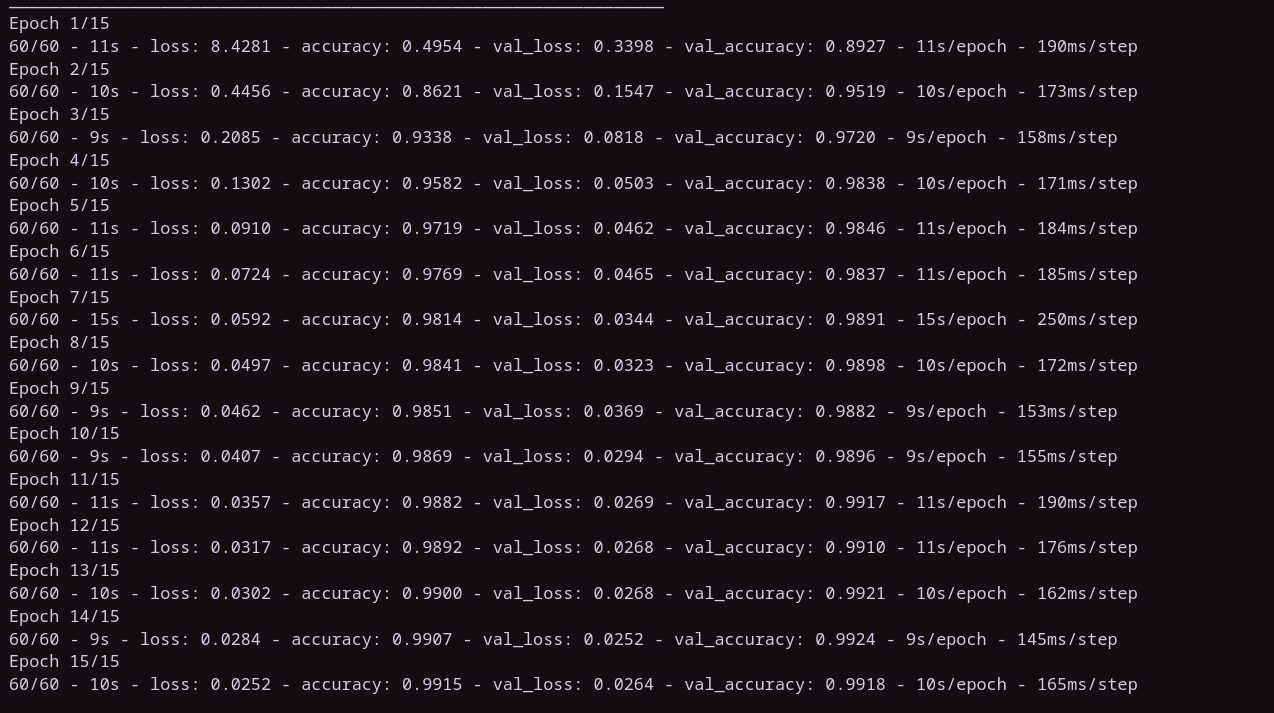 Epoch 1/15
60/60 - 11s - loss: 8.4281 - accuracy: 0.4954 - val_loss: 0.3398 - val_accuracy: 0.8927 - 11s/epoch - 190ms/step
Epoch 2/15
60/60 - 10s - loss: 0.4456 - accuracy: 0.8621 - val_loss: 0.1547 - val_accuracy: 0.9519 - 10s/epoch - 173ms/step
Epoch 3/15
60/60 - 9s - loss: 0.2085 - accuracy: 0.9338 - val_loss: 0.0818 - val_accuracy: 0.9720 - 9s/epoch - 158ms/step
Epoch 4/15
60/60 - 10s - loss: 0.1302 - accuracy: 0.9582 - val_loss: 0.0503 - val_accuracy: 0.9838 - 10s/epoch - 171ms/step
Epoch 5/15
60/60 - 11s - loss: 0.0910 - accuracy: 0.9719 - val_loss: 0.0462 - val_accuracy: 0.9846 - 11s/epoch - 184ms/step
Epoch 6/15
60/60 - 11s - loss: 0.0724 - accuracy: 0.9769 - val_loss: 0.0465 - val_accuracy: 0.9837 - 11s/epoch - 185ms/step
Epoch 7/15
60/60 - 15s - loss: 0.0592 - accuracy: 0.9814 - val_loss: 0.0344 - val_accuracy: 0.9891 - 15s/epoch - 250ms/step
Epoch 8/15
60/60 - 10s - loss: 0.0497 - accuracy: 0.9841 - val_loss: 0.0323 - val_accuracy: 0.9898 - 10s/epoch - 172ms/step
Epoch 9/15
60/60 - 9s - loss: 0.0462 - accuracy: 0.9851 - val_loss: 0.0369 - val_accuracy: 0.9882 - 9s/epoch - 153ms/step
Epoch 10/15
60/60 - 9s - loss: 0.0407 - accuracy: 0.9869 - val_loss: 0.0294 - val_accuracy: 0.9896 - 9s/epoch - 155ms/step
Epoch 11/15
60/60 - 11s - loss: 0.0357 - accuracy: 0.9882 - val_loss: 0.0269 - val_accuracy: 0.9917 - 11s/epoch - 190ms/step
Epoch 12/15
60/60 - 11s - loss: 0.0317 - accuracy: 0.9892 - val_loss: 0.0268 - val_accuracy: 0.9910 - 11s/epoch - 176ms/step
Epoch 13/15
60/60 - 10s - loss: 0.0302 - accuracy: 0.9900 - val_loss: 0.0268 - val_accuracy: 0.9921 - 10s/epoch - 162ms/step
Epoch 14/15
60/60 - 9s - loss: 0.0284 - accuracy: 0.9907 - val_loss: 0.0252 - val_accuracy: 0.9924 - 9s/epoch - 145ms/step
Epoch 15/15
60/60 - 10s - loss: 0.0252 - accuracy: 0.9915 - val_loss: 0.0264 - val_accuracy: 0.9918 - 10s/epoch - 165ms/step